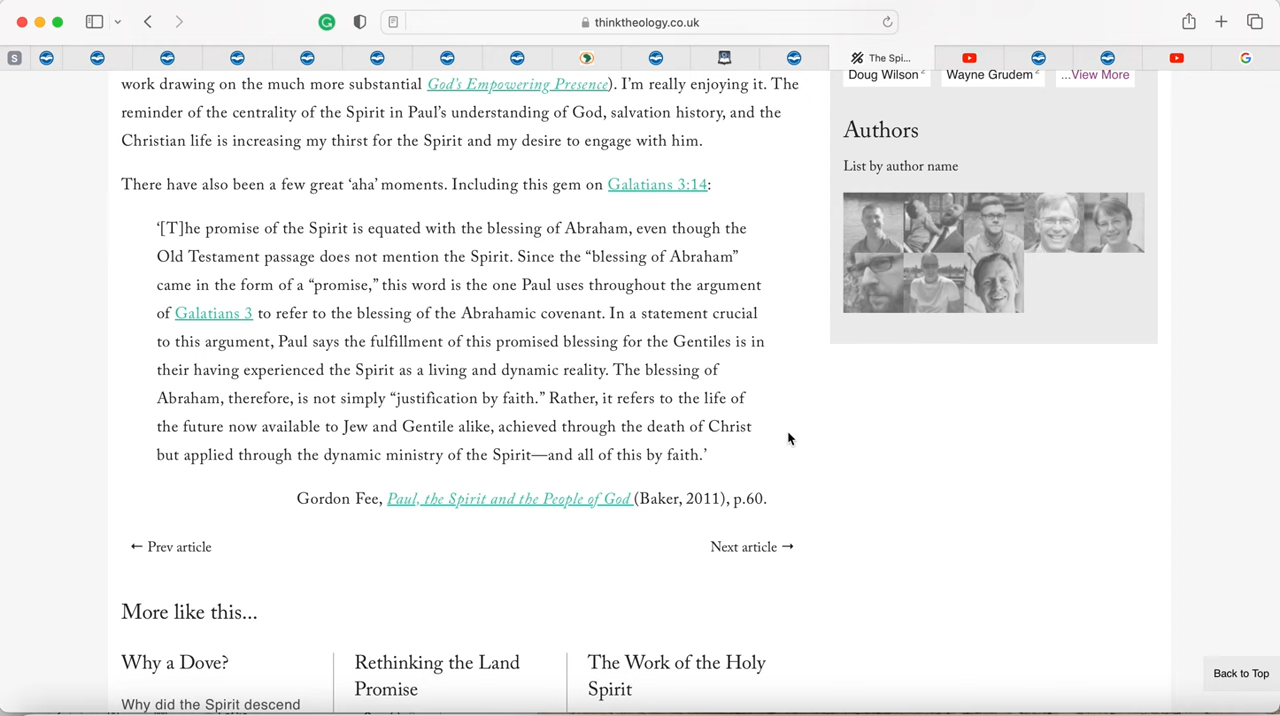 thinktheology.co.uk
S
The Spi...
work drawing on the much more substantial God's Empowering Presence). I'm really enjoying it. The
reminder of the centrality of the Spirit in Paul's understanding of God, salvation history, and the
Christian life is increasing my thirst for the Spirit and my desire to engage with him.
There have also been a few great 'aha' moments. Including this gem on Galatians 3:14:
'[T]he promise of the Spirit is equated with the blessing of Abraham, even though the
Old Testament passage does not mention the Spirit. Since the "blessing of Abraham"
came in the form of a "promise," this word is the one Paul uses throughout the argument
of Galatians 3 to refer to the blessing of the Abrahamic covenant. In a statement crucial
to this argument, Paul says the fulfillment of this promised blessing for the Gentiles is in
their having experienced the Spirit as a living and dynamic reality. The blessing of
Abraham, therefore, is not simply "justification by faith." Rather, it refers to the life of
the future now available to Jew and Gentile alike, achieved through the death of Christ
but applied through the dynamic ministry of the Spirit—and all of this by faith.'
Gordon Fee, Paul, the Spirit and the People of God (Baker, 2011), p.60.
← Prev article
Next article →
More like this...
Why a Dove?
Why did the Spirit descend
Rethinking the Land
Promise
The Work of the Holy
Spirit
Doug Wilson
Wayne Grudem
...View More
Authors
List by author name
Back to Top